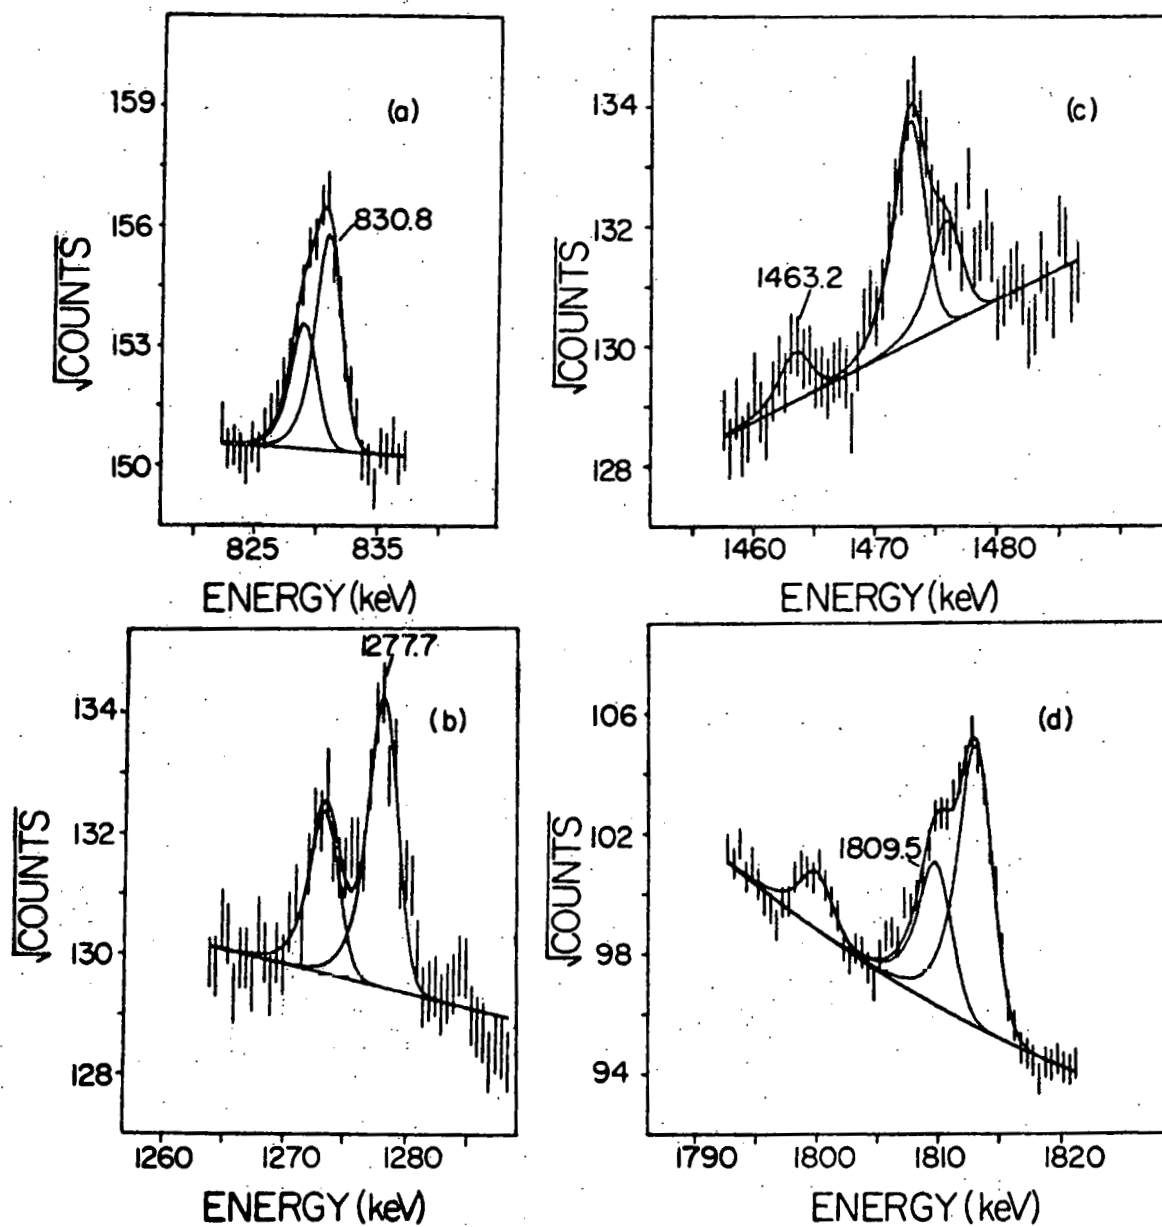 159
(a)
156
830.8
153
150
√COUNTS
825 835
ENERGY (keV)
134
(c)
132
1463.2
130
128
√COUNTS
1460 1470 1480
ENERGY (keV)
1277.7
134
(b)
132
130
128
√COUNTS
1260 1270 1280
ENERGY (keV)
106
(d)
102
1809.5
98
94
√COUNTS
1790 1800 1810 1820
ENERGY (keV)